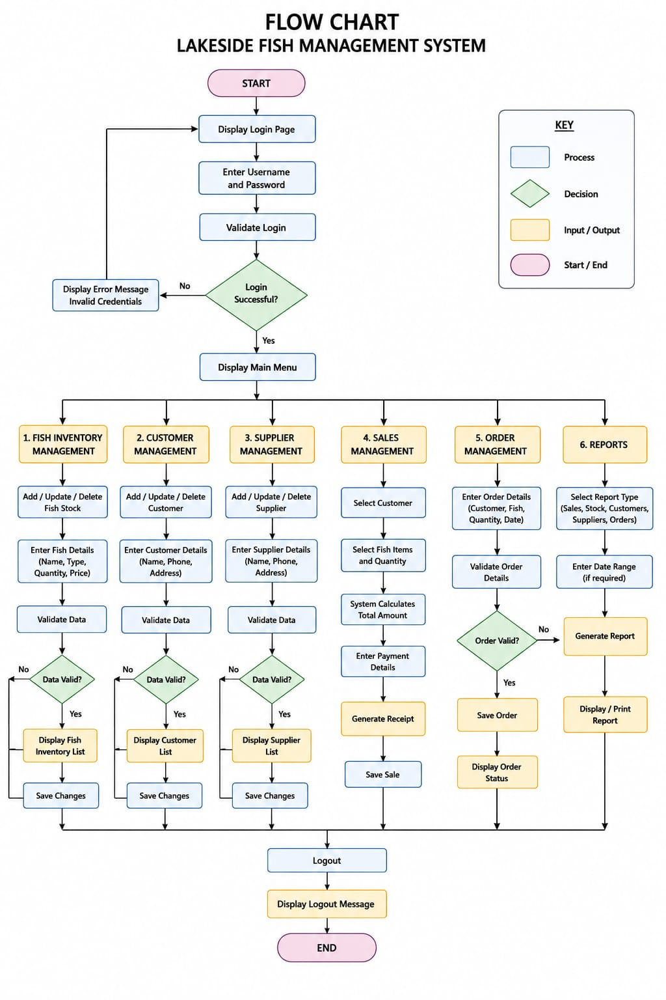 FLOW CHART
LAKESIDE FISH MANAGEMENT SYSTEM
START
Display Login Page
Enter Username
and Password
Validate Login
Login
Successful?
No
Display Error Message
Invalid Credentials
Yes
Display Main Menu
KEY
Process
Decision
Input / Output
Start / End
1. FISH INVENTORY
MANAGEMENT
Add / Update / Delete
Fish Stock
Enter Fish Details
(Name, Type,
Quantity, Price)
Validate Data
Data Valid?
No
Yes
Display Fish
Inventory List
Save Changes
2. CUSTOMER
MANAGEMENT
Add / Update / Delete
Customer
Enter Customer Details
(Name, Phone,
Address)
Validate Data
Data Valid?
No
Yes
Display Customer
List
Save Changes
3. SUPPLIER
MANAGEMENT
Add / Update / Delete
Supplier
Enter Supplier Details
(Name, Phone,
Address)
Validate Data
Data Valid?
No
Yes
Display Supplier
List
Save Changes
4. SALES
MANAGEMENT
Select Customer
Select Fish Items
and Quantity
System Calculates
Total Amount
Enter Payment
Details
Generate Receipt
Save Sale
5. ORDER
MANAGEMENT
Enter Order Details
(Customer, Fish,
Quantity, Date)
Validate Order
Details
Order Valid?
No
Yes
Save Order
Display Order
Status
6. REPORTS
Select Report Type
(Sales, Stock, Customers,
Suppliers, Orders)
Enter Date Range
(if required)
Generate Report
Display / Print
Report
Logout
Display Logout Message
END